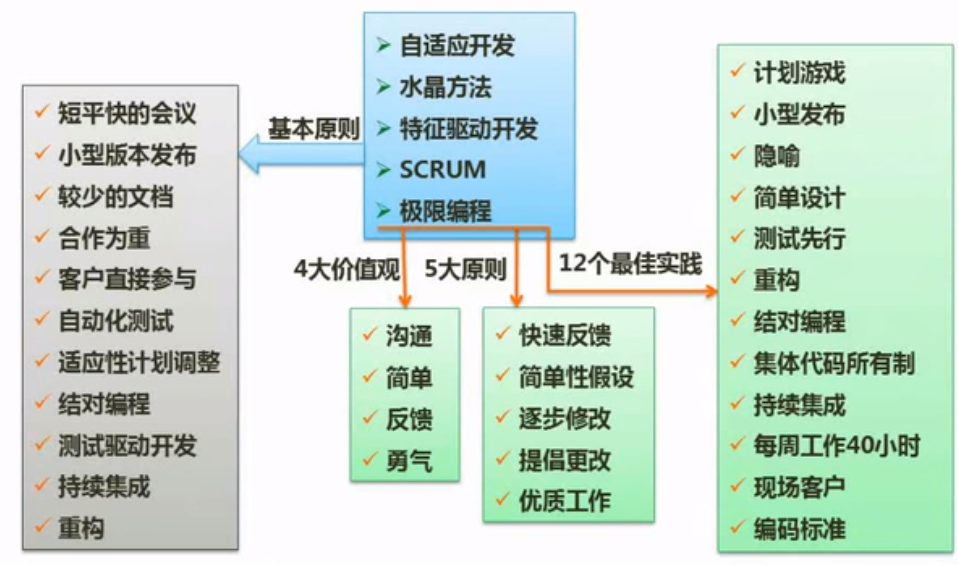 自适应开发
水晶方法
特征驱动开发
SCRUM
极限编程
基本原则
短平快的会议
小型版本发布
较少的文档
合作为重
客户直接参与
自动化测试
适应性计划调整
结对编程
测试驱动开发
持续集成
重构
4大价值观
沟通
简单
反馈
勇气
5大原则
快速反馈
简单性假设
逐步修改
提倡更改
优质工作
12个最佳实践
计划游戏
小型发布
隐喻
简单设计
测试先行
重构
结对编程
集体代码所有制
持续集成
每周工作40小时
现场客户
编码标准